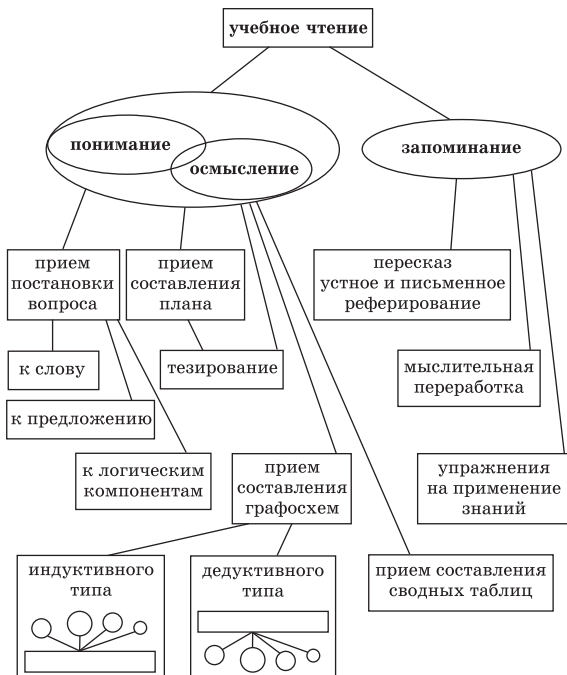 учебное чтение
понимание
осмысление
запоминание
прием
постановки
вопроса
прием
составления
плана
пересказ
устное и письменное
реферирование
к слову
тезирование
мыслительная
переработка
к предложению
к логическим
компонентам
прием
составления
графосхем
упражнения
на применение
знаний
индуктивного
типа
дедуктивного
типа
прием составления
сводных таблиц